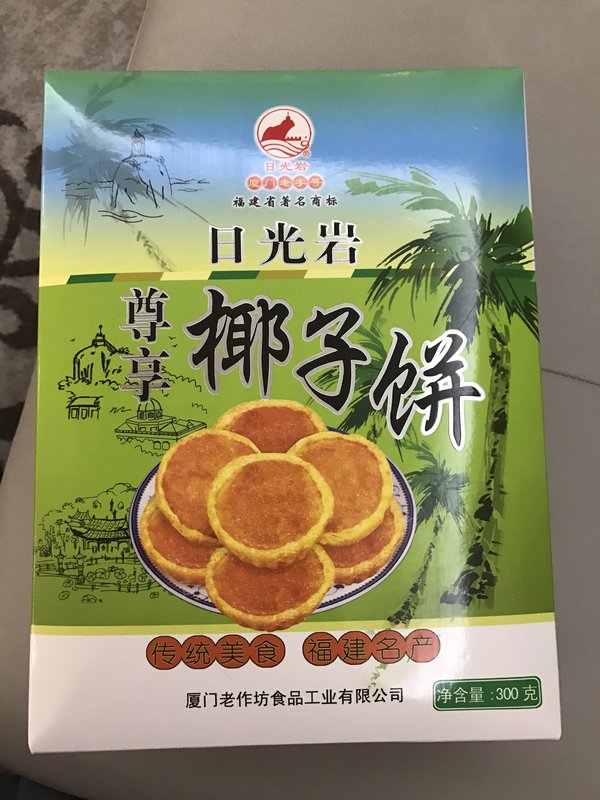 日光岩
®
厦门老字号
福建省著名商标
日光岩
尊享
椰子饼
传统美食 福建名产
厦门老作坊食品工业有限公司
净含量:300克